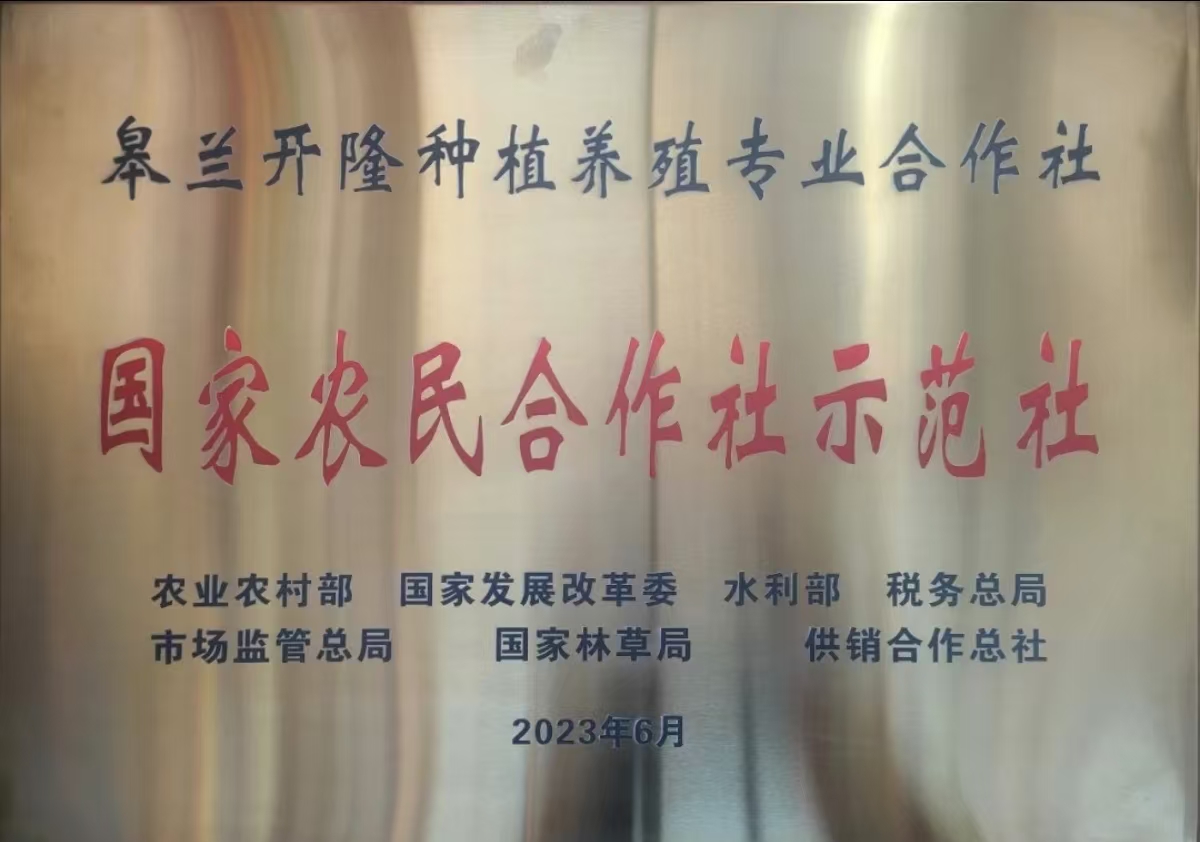 皋兰开隆种植养殖专业合作社
国家农民合作社示范社
农业农村部 国家发展改革委 水利部 税务总局
市场监管总局 国家林草局 供销合作总社
2023年6月